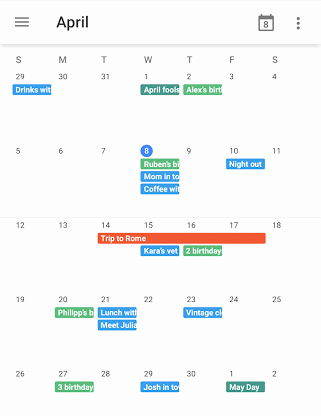 April
8
S M T W T F S
29 30 31 1 2 3 4
Drinks wit April fools Alex's birt
5 6 7 8 9 10 11
Ruben's bi Night out
Mom in to
Coffee wit
12 13 14 15 16 17 18
Trip to Rome
Kara's vet 2 birthday
19 20 21 22 23 24 25
Philipp's b Lunch with Vintage cl
Meet Julia
26 27 28 29 30 1 2
3 birthday Josh in to May Day